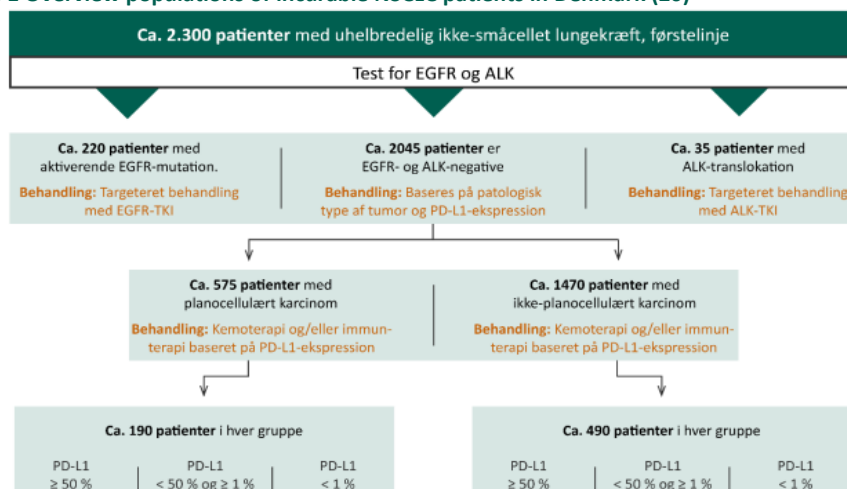 Ca. 2.300 patienter med uhelbredelig ikke-småcellet lungekræft, førstelinje
Test for EGFR og ALK
Ca. 220 patienter med
aktiverende EGFR-mutation.
Behandling: Targeteret behandling
med EGFR-TKI
Ca. 2045 patienter er
EGFR- og ALK-negative
Behandling: Baseres på patologisk
type af tumor og PD-L1-ekspression
Ca. 35 patienter med
ALK-translokation
Behandling: Targeteret behandling
med ALK-TKI
Ca. 575 patienter med
planocellulært karcinom
Behandling: Kemoterapi og/eller immun-
terapi baseret på PD-L1-ekspression
Ca. 1470 patienter med
ikke-planocellulært karcinom
Behandling: Kemoterapi og/eller immun-
terapi baseret på PD-L1-ekspression
Ca. 190 patienter i hver gruppe
PD-L1
≥ 50 %
PD-L1
< 50 % og ≥ 1 %
PD-L1
< 1 %
Ca. 490 patienter i hver gruppe
PD-L1
≥ 50 %
PD-L1
< 50 % og ≥ 1 %
PD-L1
< 1 %